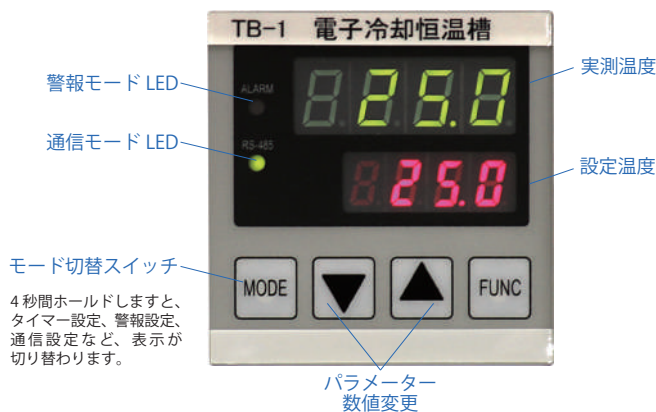 TB-1 電子冷却恒温槽
警報モード LED
ALARM
25.0
実測温度
通信モード LED
RS-485
25.0
設定温度
モード切替スイッチ
4 秒間ホールドしますと、
タイマー設定、警報設定、
通信設定など、表示が
切り替わります。
MODE
FUNC
パラメーター
数値変更